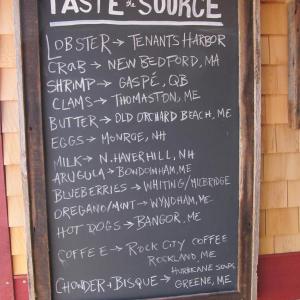 TASTE the SOURCE
LOBSTER → TENANTS HARBOR
CRAB → NEW BEDFORD, MA
SHRIMP → GASPÉ, QB
CLAMS → THOMASTON, ME
BUTTER → OLD ORCHARD BEACH, ME
EGGS → MONROE, NH
MILK → N. HAVERHILL, NH
ARUGULA → BOWDOINHAM, ME
BLUEBERRIES → WHITING/MILBRIDGE
OREGANO/MINT → WYNDHAM, ME
HOT DOGS → BANGOR, ME
COFFEE → ROCK CITY COFFEE
ROCKLAND, ME
HURRICANE SOUPS
CHOWDER + BISQUE → GREENE, ME